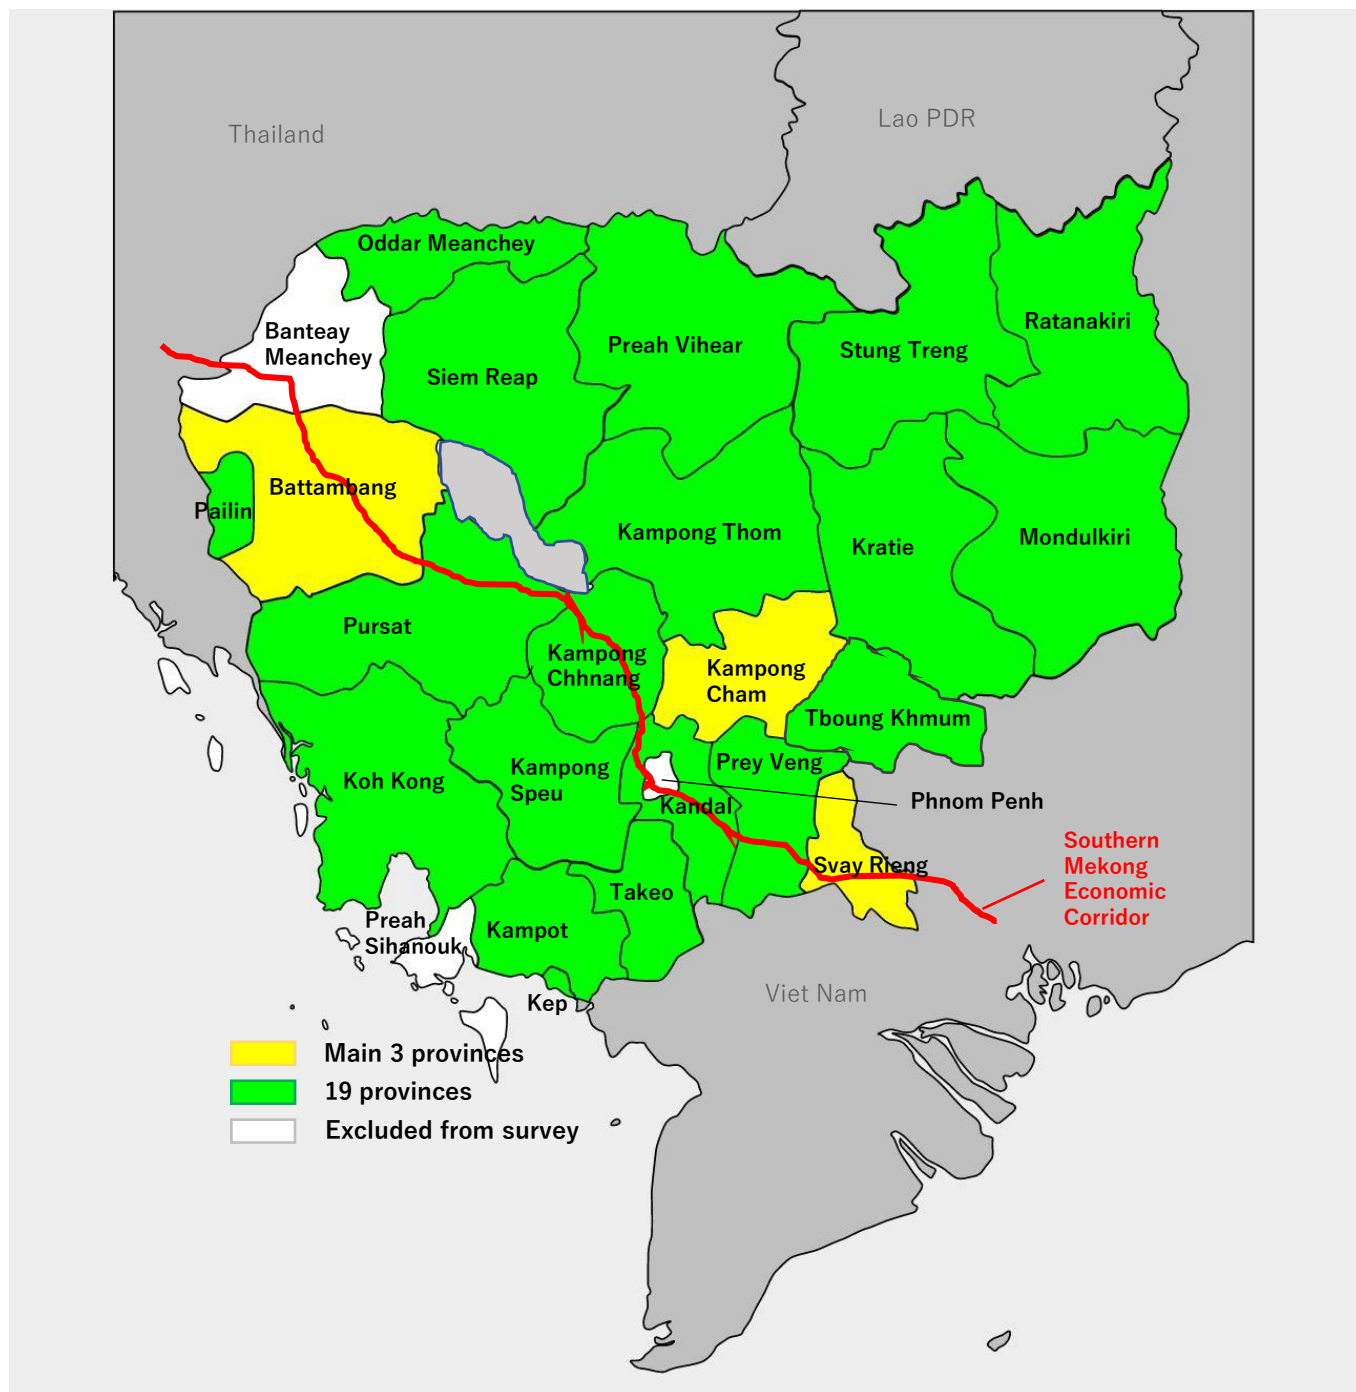 Thailand
Lao PDR
Oddar Meanchey
Banteay
Meanchey
Siem Reap
Preah Vihear
Stung Treng
Ratanakiri
Battambang
Pailin
Kampong Thom
Kratie
Mondulkiri
Pursat
Kampong
Chhnang
Kampong
Cham
Tboung Khmum
Koh Kong
Kampong
Speu
Prey Veng
Kandal
Phnom Penh
Svay Rieng
Southern
Mekong
Economic
Corridor
Takeo
Preah
Sihanouk
Kampot
Kep
Viet Nam
Main 3 provinces
19 provinces
Excluded from survey